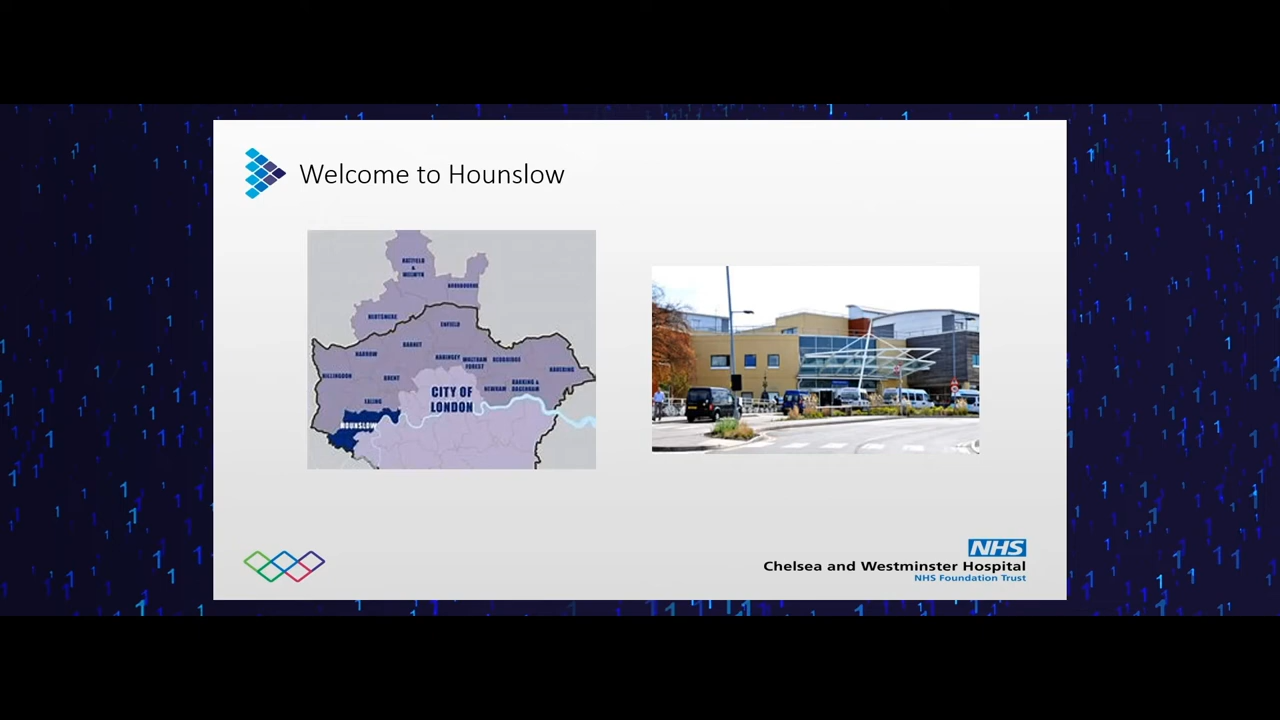 Welcome to Hounslow
HATFIELD
&
WELWYN
BROXBOURNE
HERTSMERE
ENFIELD
BARNET
HARROW
HARINGEY
WALTHAM
FOREST
REDBRIDGE
HAVERING
HILLINGDON
BRENT
BARKING &
DAGENHAM
NEWHAM
CITY OF
LONDON
EALING
HOUNSLOW
NHS
Chelsea and Westminster Hospital
NHS Foundation Trust